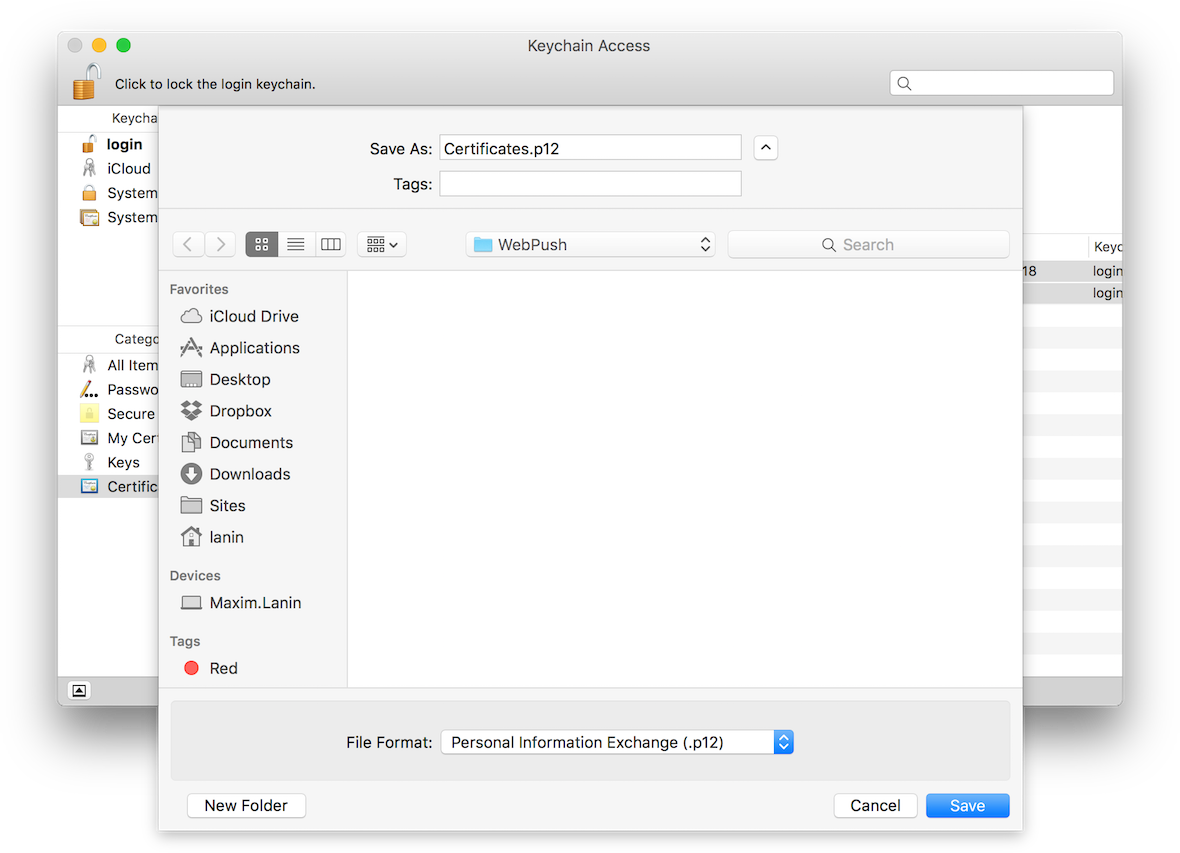 Keychain Access
Click to lock the login keychain.
Keycha
login
iCloud
System
System
Catego
All Item
Passwo
Secure
My Cer
Keys
Certific
Save As: Certificates.p12
Tags:
WebPush
Search
Favorites
iCloud Drive
Applications
Desktop
Dropbox
Documents
Downloads
Sites
lanin
Devices
Maxim.Lanin
Tags
Red
Keyc
18 login
login
File Format: Personal Information Exchange (.p12)
New Folder Cancel Save